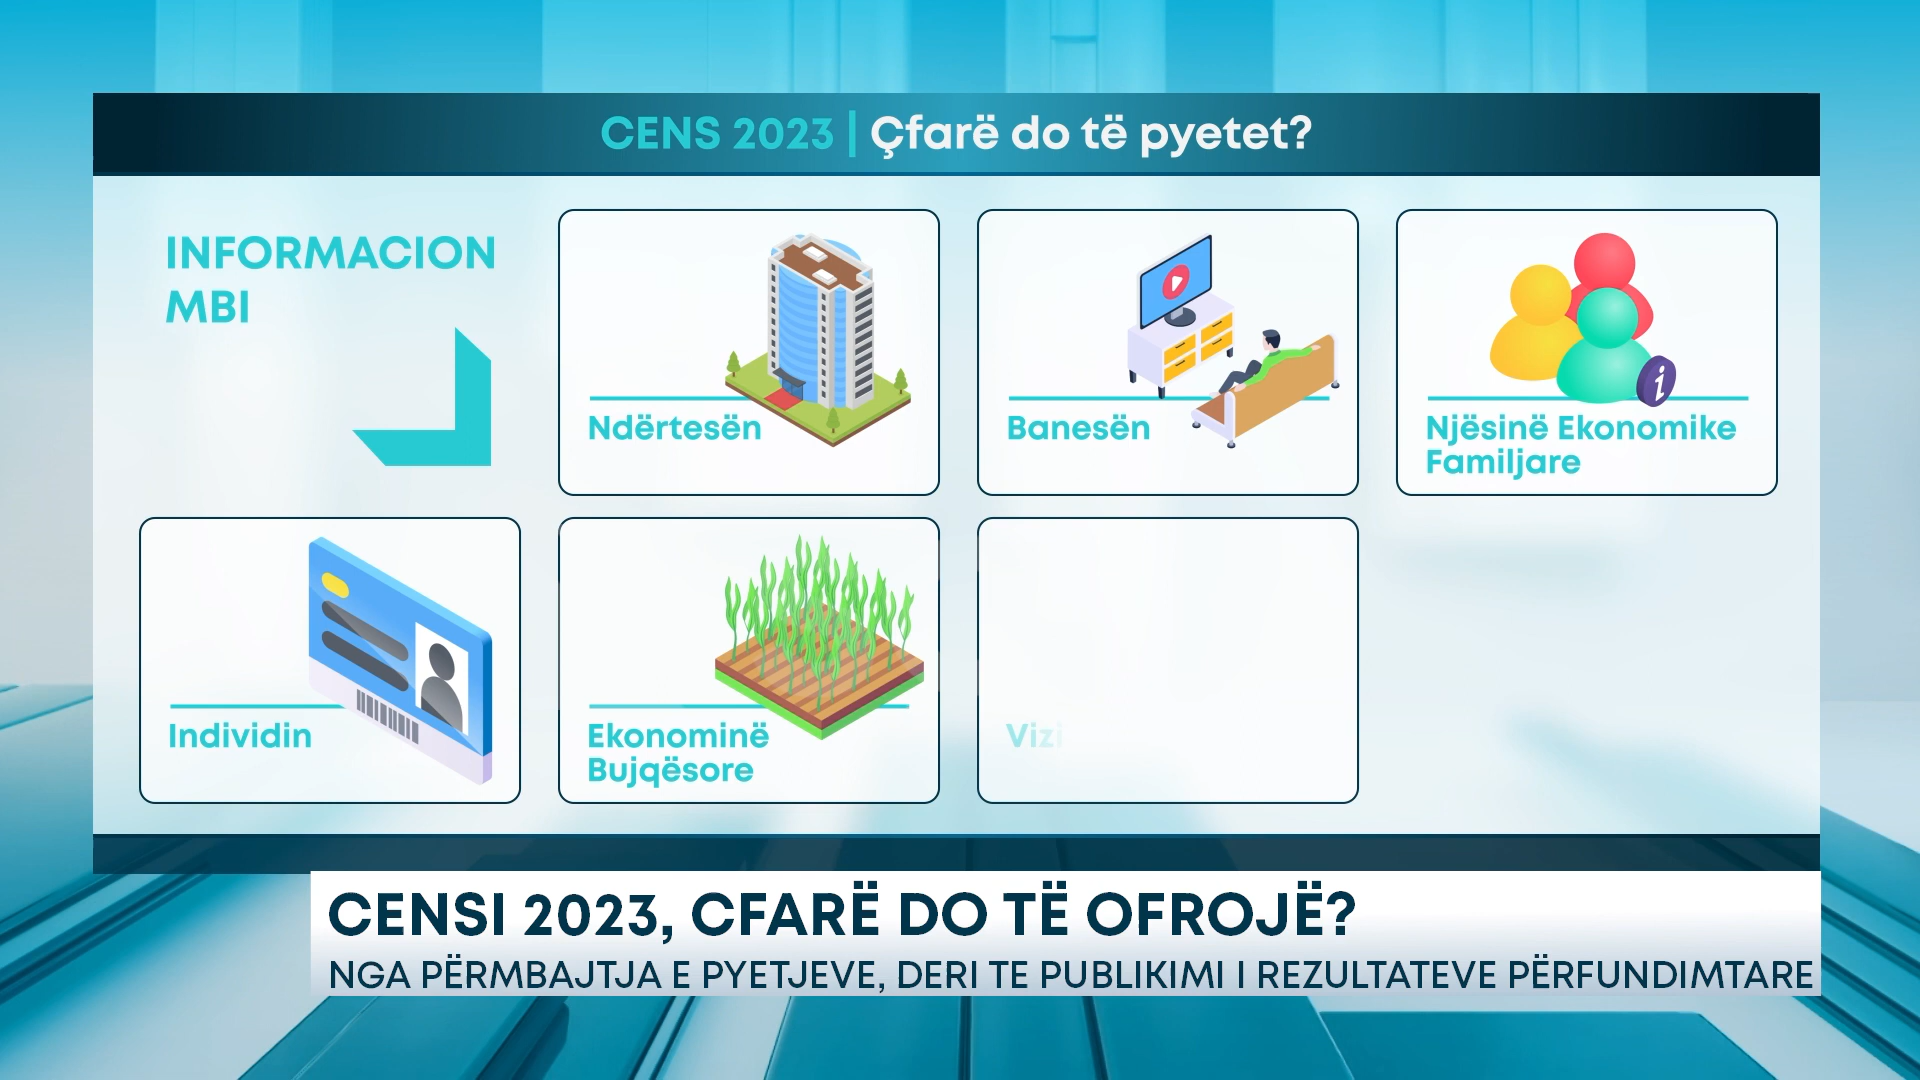 CENS 2023 | Çfarë do të pyetet?
INFORMACION
MBI
Ndërtesën
Banesën
Njësinë Ekonomike
Familjare
Individin
Ekonominë
Bujqësore
CENSI 2023, CFARË DO TË OFROJË?
NGA PËRMBAJTJA E PYETJEVE, DERI TE PUBLIKIMI I REZULTATEVE PËRFUNDIMTARE